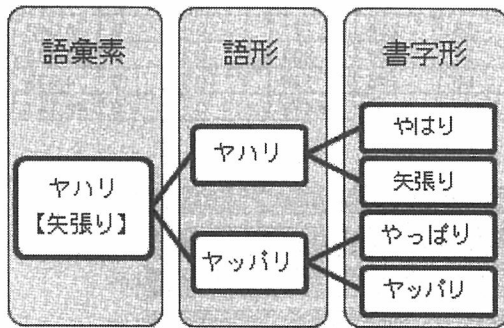 語彙素
語形
書字形
ヤハリ
【矢張り】
ヤハリ
ヤッパリ
やはり
矢張り
やっぱり
ヤッパリ